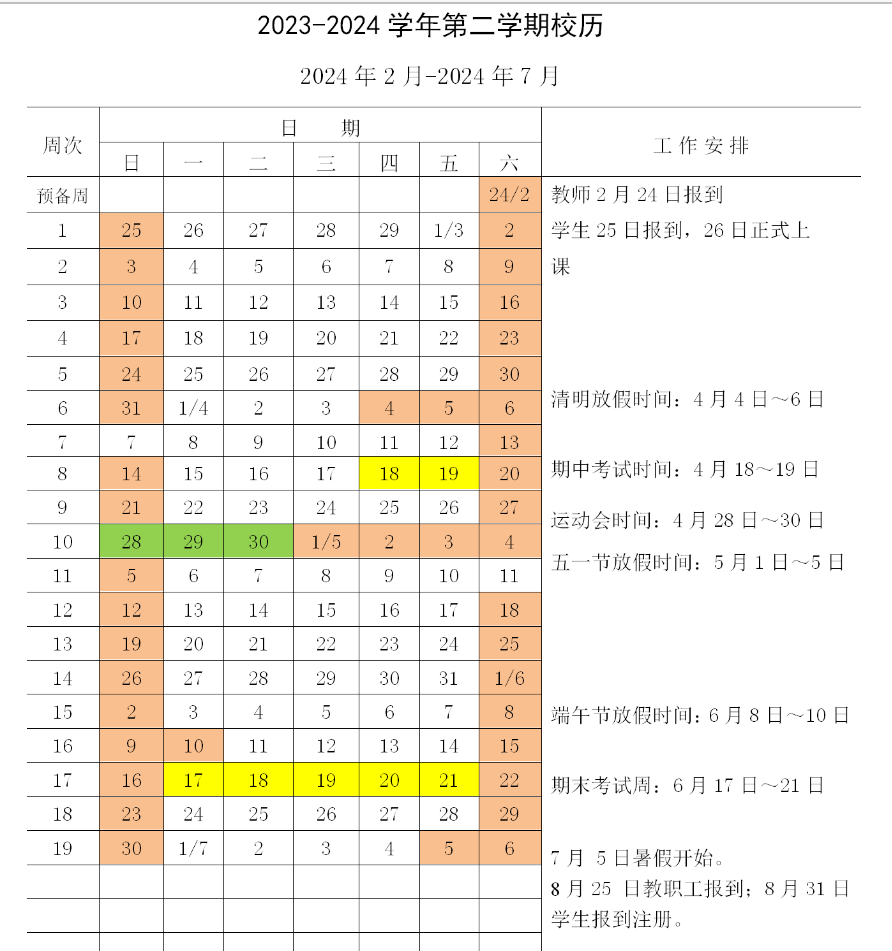 2023-2024 学年第二学期校历
2024 年 2 月-2024 年 7 月
周次 日 期 工 作 安 排
日 一 二 三 四 五 六
预备周 24/2 教师 2 月 24 日报到
1 25 26 27 28 29 1/3 2 学生 25 日报到，26 日正式上
2 3 4 5 6 7 8 9 课
3 10 11 12 13 14 15 16
4 17 18 19 20 21 22 23
5 24 25 26 27 28 29 30
清明放假时间：4 月 4 日～6 日
6 31 1/4 2 3 4 5 6
7 7 8 9 10 11 12 13
8 14 15 16 17 18 19 20 期中考试时间：4 月 18～19 日
9 21 22 23 24 25 26 27
运动会时间：4 月 28 日～30 日
10 28 29 30 1/5 2 3 4
五一节放假时间：5 月 1 日～5 日
11 5 6 7 8 9 10 11
12 12 13 14 15 16 17 18
13 19 20 21 22 23 24 25
14 26 27 28 29 30 31 1/6
15 2 3 4 5 6 7 8 端午节放假时间：6 月 8 日～10 日
16 9 10 11 12 13 14 15
17 16 17 18 19 20 21 22 期末考试周：6 月 17 日～21 日
18 23 24 25 26 27 28 29
19 30 1/7 2 3 4 5 6
7 月 5 日暑假开始。
8 月 25 日教职工报到；8 月 31 日
学生报到注册。